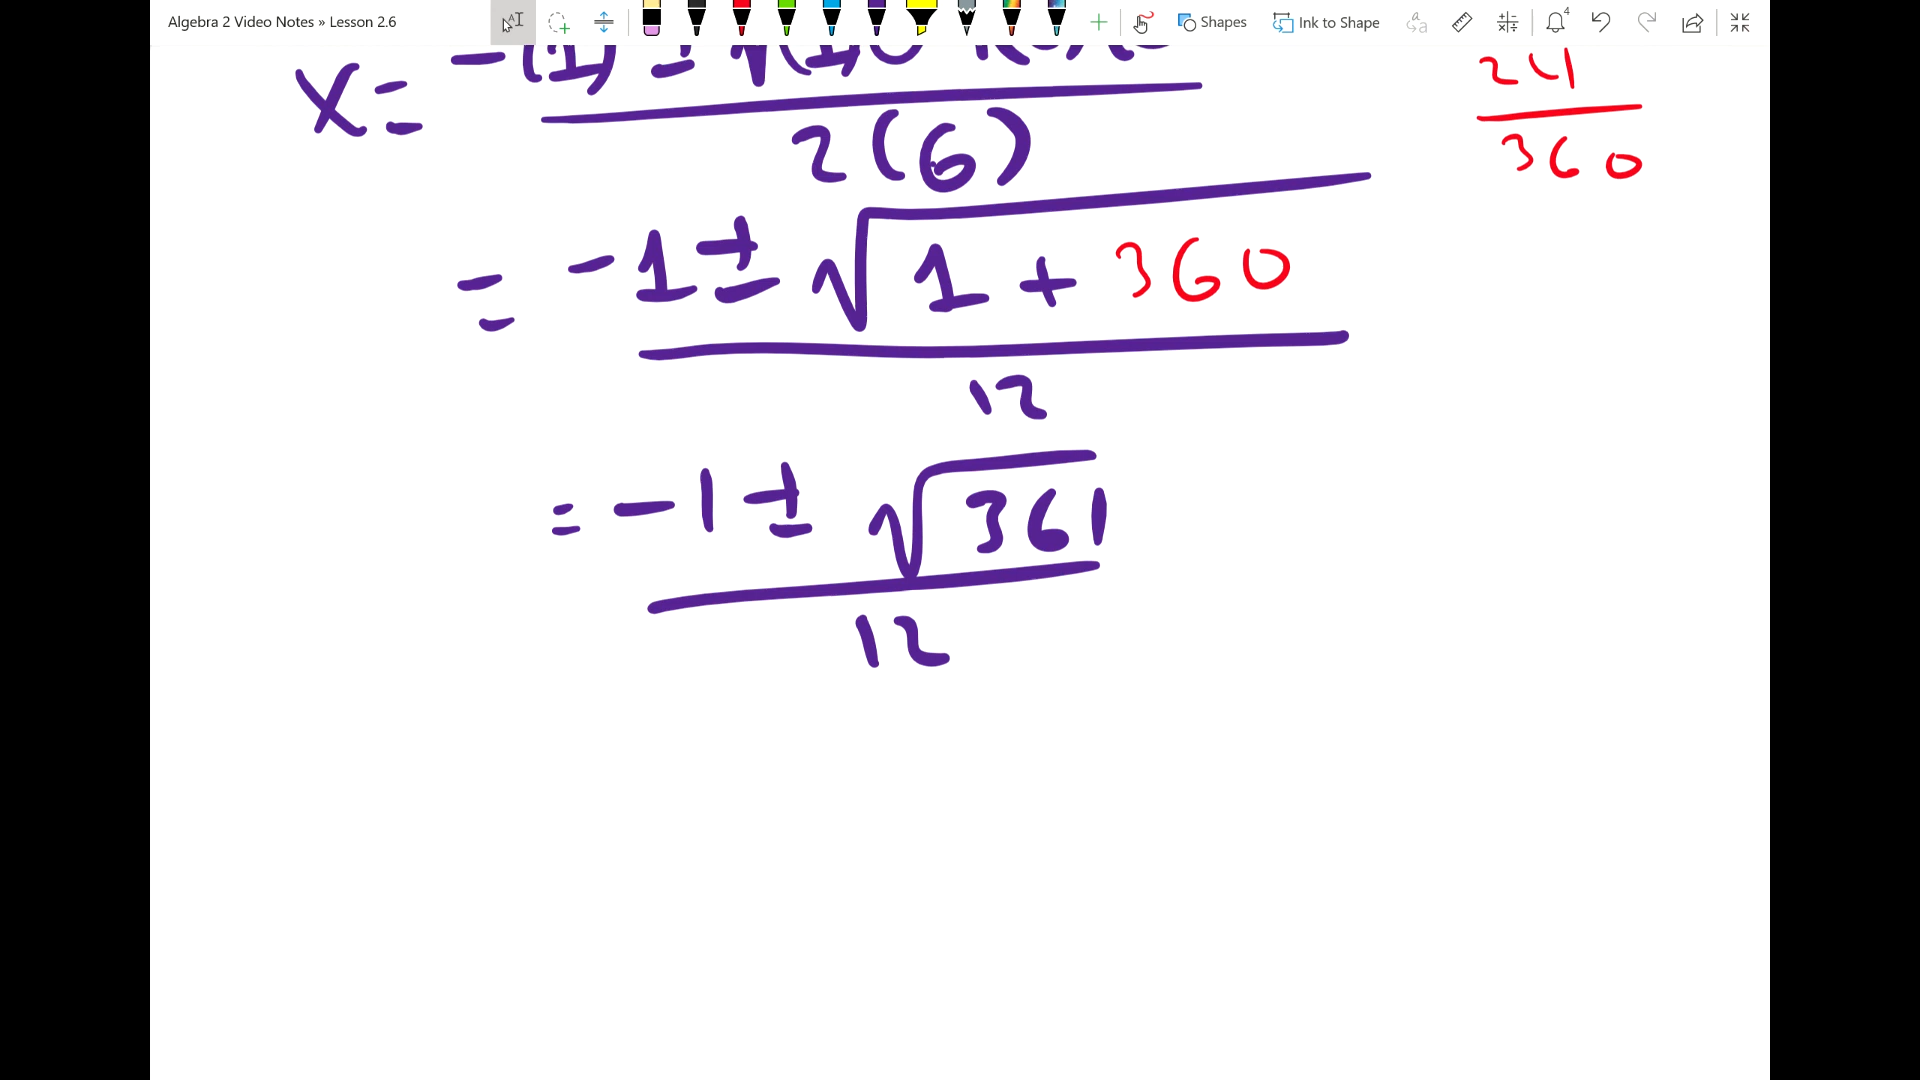 Algebra 2 Video Notes » Lesson 2.6
Shapes
Ink to Shape
4
x =
2(6)
= -1 ± √1 + 360
12
= -1 ± √361
12
24
360